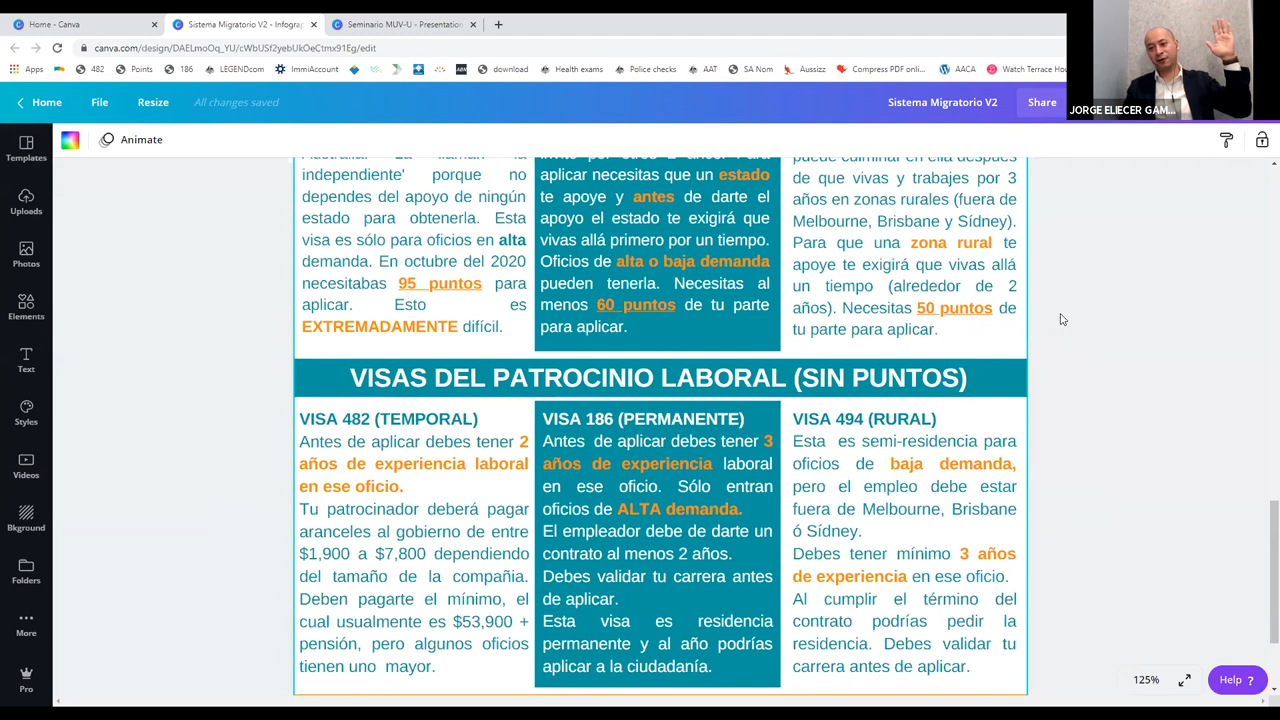 Home - Canva
Sistema Migratorio V2 - Infograp
Seminario MUV-U - Presentation
canva.com/design/DAELmoOq_YU/cWbUSf2yebUkOeCtmx91Eg/edit
Apps
482
Points
186
LEGENDcom
ImmiAccount
download
Health exams
Police checks
AAT
SA Nom
Aussizz
Compress PDF onlin...
AACA
Watch Terrace Hou
Home
File
Resize
All changes saved
Sistema Migratorio V2
Share
JORGE ELIECER GAM...
Animate
Templates
Uploads
Photos
Elements
Text
Styles
Videos
Bkground
Folders
More
Pro
independiente' porque no
dependes del apoyo de ningún
estado para obtenerla. Esta
visa es sólo para oficios en alta
demanda. En octubre del 2020
necesitabas 95 puntos para
aplicar. Esto es
EXTREMADAMENTE difícil.
aplicar necesitas que un estado
te apoye y antes de darte el
apoyo el estado te exigirá que
vivas allá primero por un tiempo.
Oficios de alta o baja demanda
pueden tenerla. Necesitas al
menos 60 puntos de tu parte
para aplicar.
puede culminar en ella después
de que vivas y trabajes por 3
años en zonas rurales (fuera de
Melbourne, Brisbane y Sídney).
Para que una zona rural te
apoye te exigirá que vivas allá
un tiempo (alrededor de 2
años). Necesitas 50 puntos de
tu parte para aplicar.
VISAS DEL PATROCINIO LABORAL (SIN PUNTOS)
VISA 482 (TEMPORAL)
Antes de aplicar debes tener 2
años de experiencia laboral
en ese oficio.
Tu patrocinador deberá pagar
aranceles al gobierno de entre
$1,900 a $7,800 dependiendo
del tamaño de la compañia.
Deben pagarte el mínimo, el
cual usualmente es $53,900 +
pensión, pero algunos oficios
tienen uno mayor.
VISA 186 (PERMANENTE)
Antes de aplicar debes tener 3
años de experiencia laboral
en ese oficio. Sólo entran
oficios de ALTA demanda.
El empleador debe de darte un
contrato al menos 2 años.
Debes validar tu carrera antes
de aplicar.
Esta visa es residencia
permanente y al año podrías
aplicar a la ciudadanía.
VISA 494 (RURAL)
Esta es semi-residencia para
oficios de baja demanda,
pero el empleo debe estar
fuera de Melbourne, Brisbane
ó Sídney.
Debes tener mínimo 3 años
de experiencia en ese oficio.
Al cumplir el término del
contrato podrías pedir la
residencia. Debes validar tu
carrera antes de aplicar.
125%
Help ?